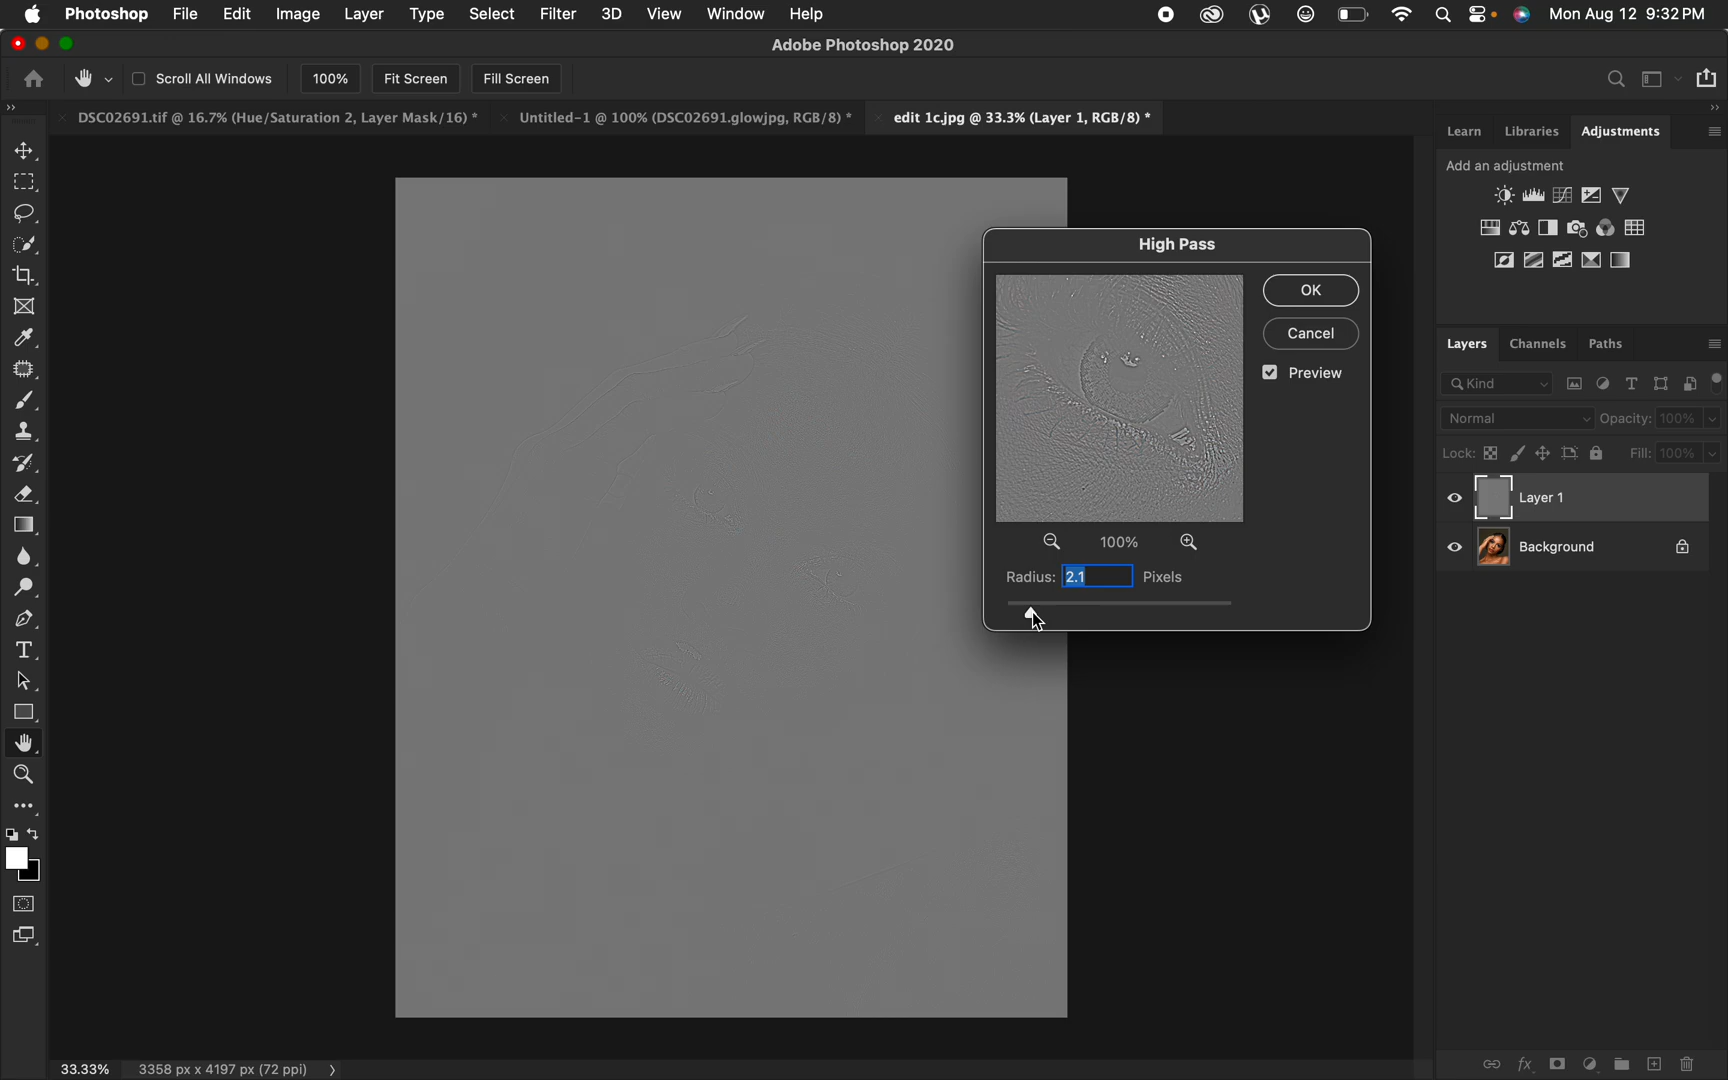 Photoshop File Edit Image Layer Type Select Filter 3D View Window Help Mon Aug 12 9:32 PM
Adobe Photoshop 2020
Scroll All Windows 100% Fit Screen Fill Screen
DSC02691.tif @ 16.7% (Hue/Saturation 2, Layer Mask/16) * Untitled-1 @ 100% (DSC02691.glowjpg, RGB/8) * edit 1c.jpg @ 33.3% (Layer 1, RGB/8) *
Learn Libraries Adjustments
Add an adjustment
High Pass
OK
Cancel
Preview
100%
Radius: 2.1 Pixels
Layers Channels Paths
Kind
Normal Opacity: 100%
Lock: Fill: 100%
Layer 1
Background
33.33% 3358 px x 4197 px (72 ppi)